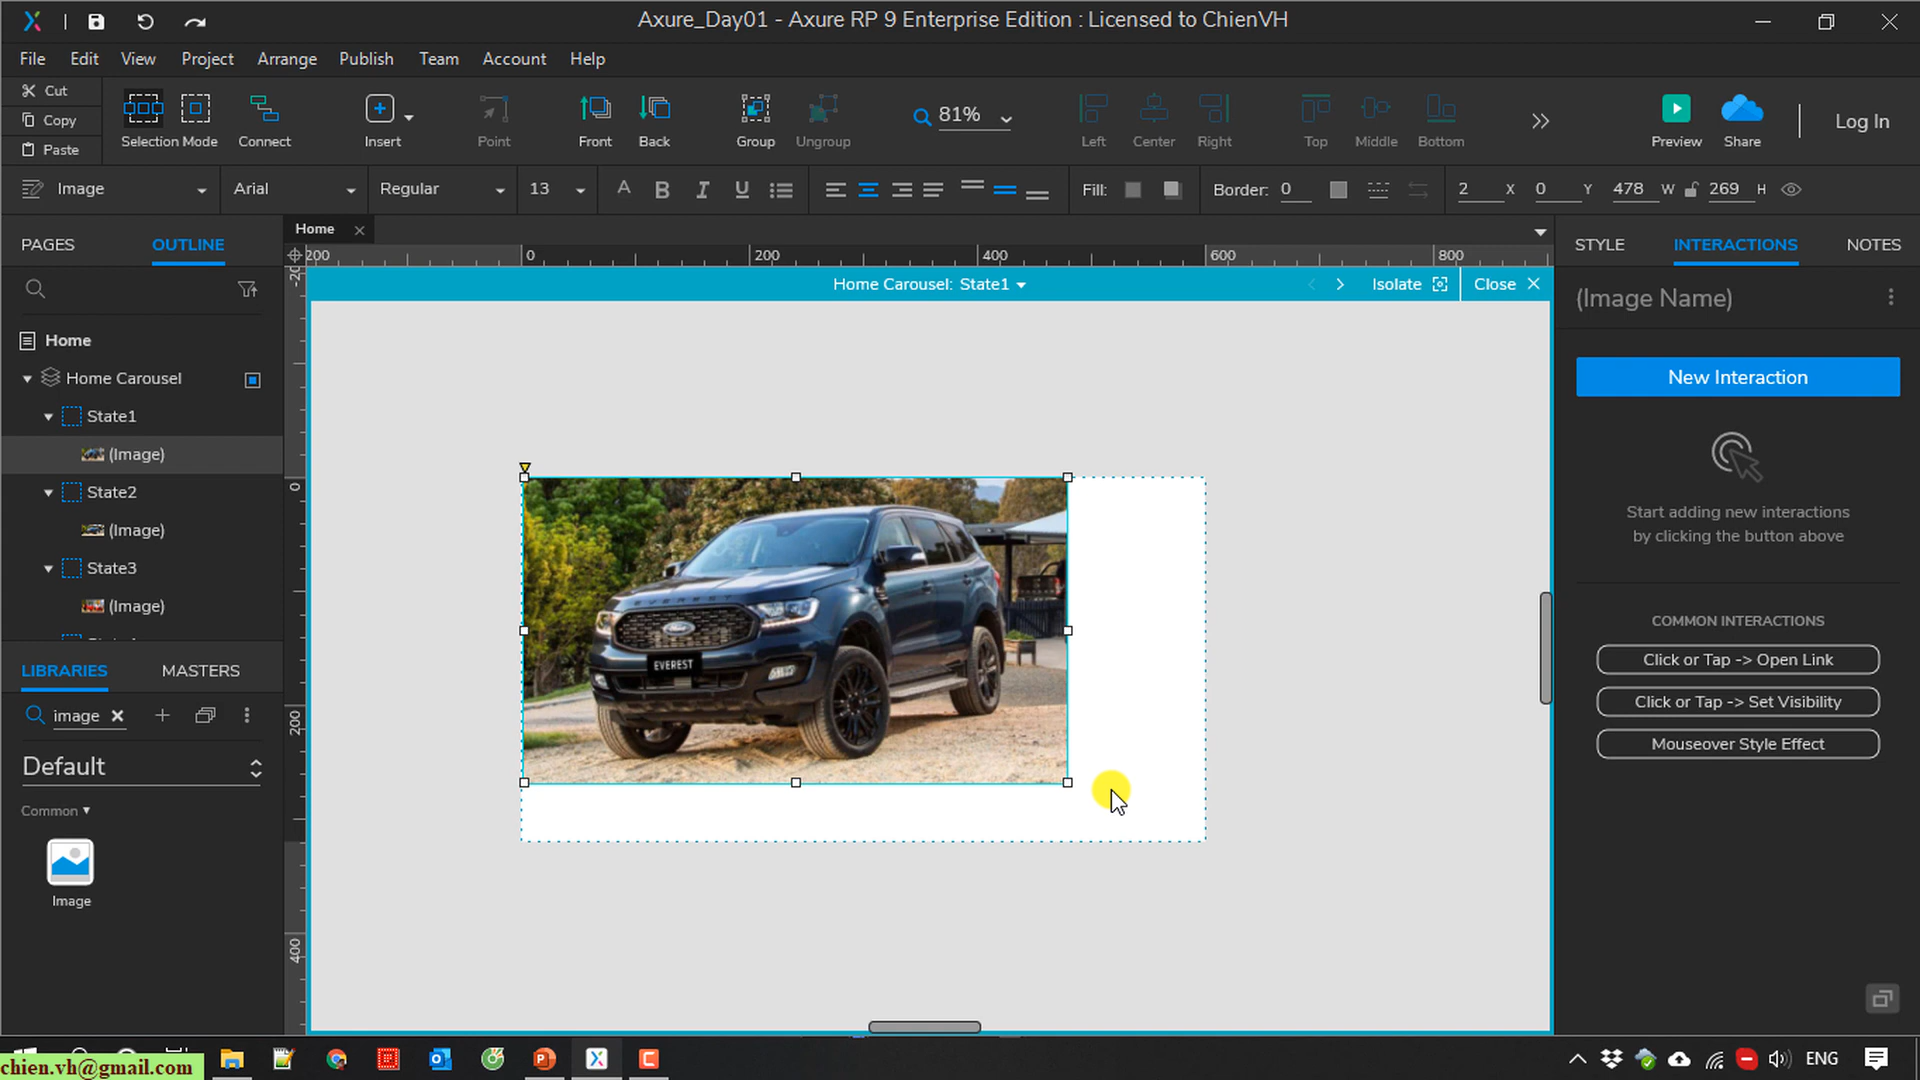 Axure_Day01 - Axure RP 9 Enterprise Edition : Licensed to ChienVH
File Edit View Project Arrange Publish Team Account Help
Cut
Copy
Paste
Selection Mode
Connect
Insert
Point
Front
Back
Group
Ungroup
81%
Left
Center
Right
Top
Middle
Bottom
Preview
Share
Log In
Image Arial Regular 13 Fill: Border: 0 2 X 0 Y 478 W 269 H
PAGES OUTLINE
Home
STYLE INTERACTIONS NOTES
200 0 200 400 600 800
Home Carousel: State1 Isolate Close
(Image Name)
Home
Home Carousel
State1
(Image)
State2
(Image)
State3
(Image)
New Interaction
Start adding new interactions
by clicking the button above
COMMON INTERACTIONS
Click or Tap -> Open Link
Click or Tap -> Set Visibility
Mouseover Style Effect
0
200
400
EVEREST
Ford
EVEREST
LIBRARIES MASTERS
image
Default
Common
Image
chien.vh@gmail.com
ENG